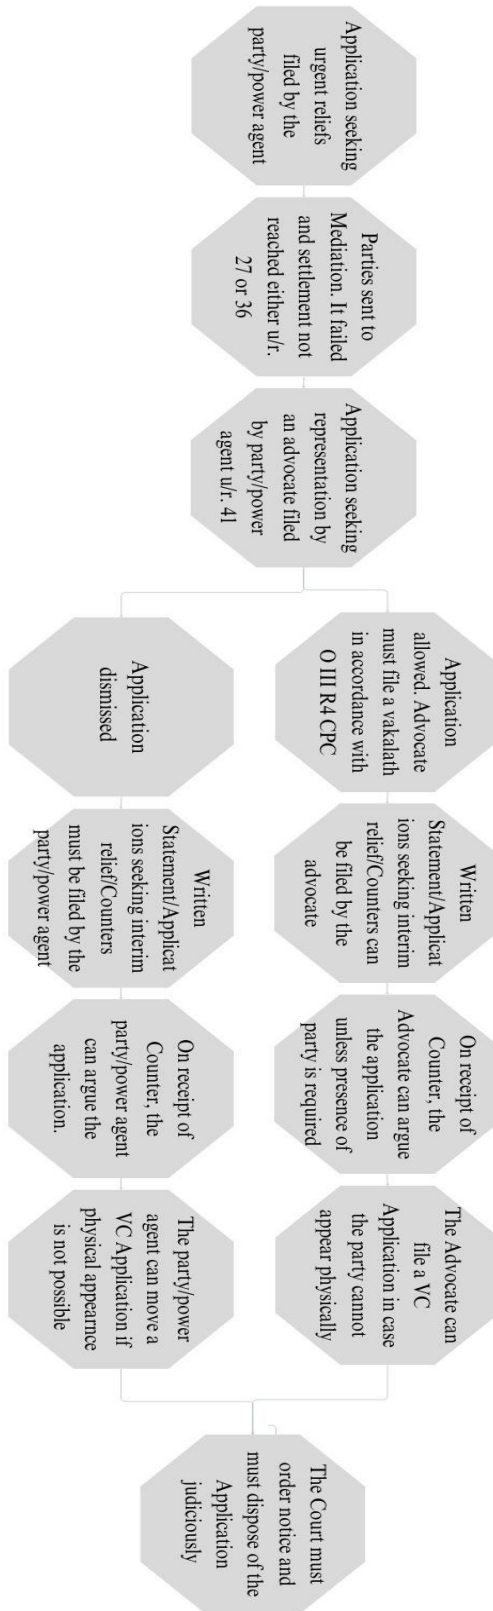 Application seeking
urgent reliefs
filed by the
party/power agent
Parties sent to
Mediation. It failed
and settlement not
reached either u/r.
27 or 36
Application seeking
representation by
an advocate filed
by party/power
agent u/r. 41
Application
allowed. Advocate
must file a vakalath
in accordance with
O III R4 CPC
Written
Statement/Applicat
ions seeking interim
relief/Counters can
be filed by the
advocate
On receipt of
Counter, the
Advocate can argue
the application
unless presence of
party is required
The Advocate can
file a VC
Application in case
the party cannot
appear physically
Application
dismissed
Written
Statement/Applicat
ions seeking interim
relief/Counters
must be filed by the
party/power agent
On receipt of
Counter, the
party/power agent
can argue the
application.
The party/power
agent can move a
VC Application if
physical appearnce
is not possible
The Court must
order notice and
must dispose of the
Application
judiciously